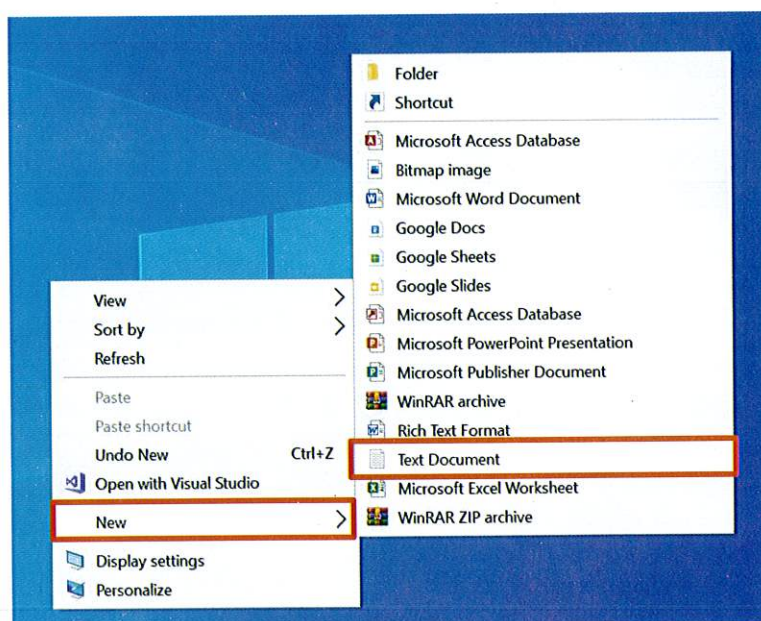 Folder
Shortcut
Microsoft Access Database
Bitmap image
Microsoft Word Document
Google Docs
Google Sheets
Google Slides
Microsoft Access Database
Microsoft PowerPoint Presentation
Microsoft Publisher Document
WinRAR archive
Rich Text Format
Text Document
Microsoft Excel Worksheet
WinRAR ZIP archive
View
Sort by
Refresh
Paste
Paste shortcut
Undo New Ctrl+Z
Open with Visual Studio
New
Display settings
Personalize